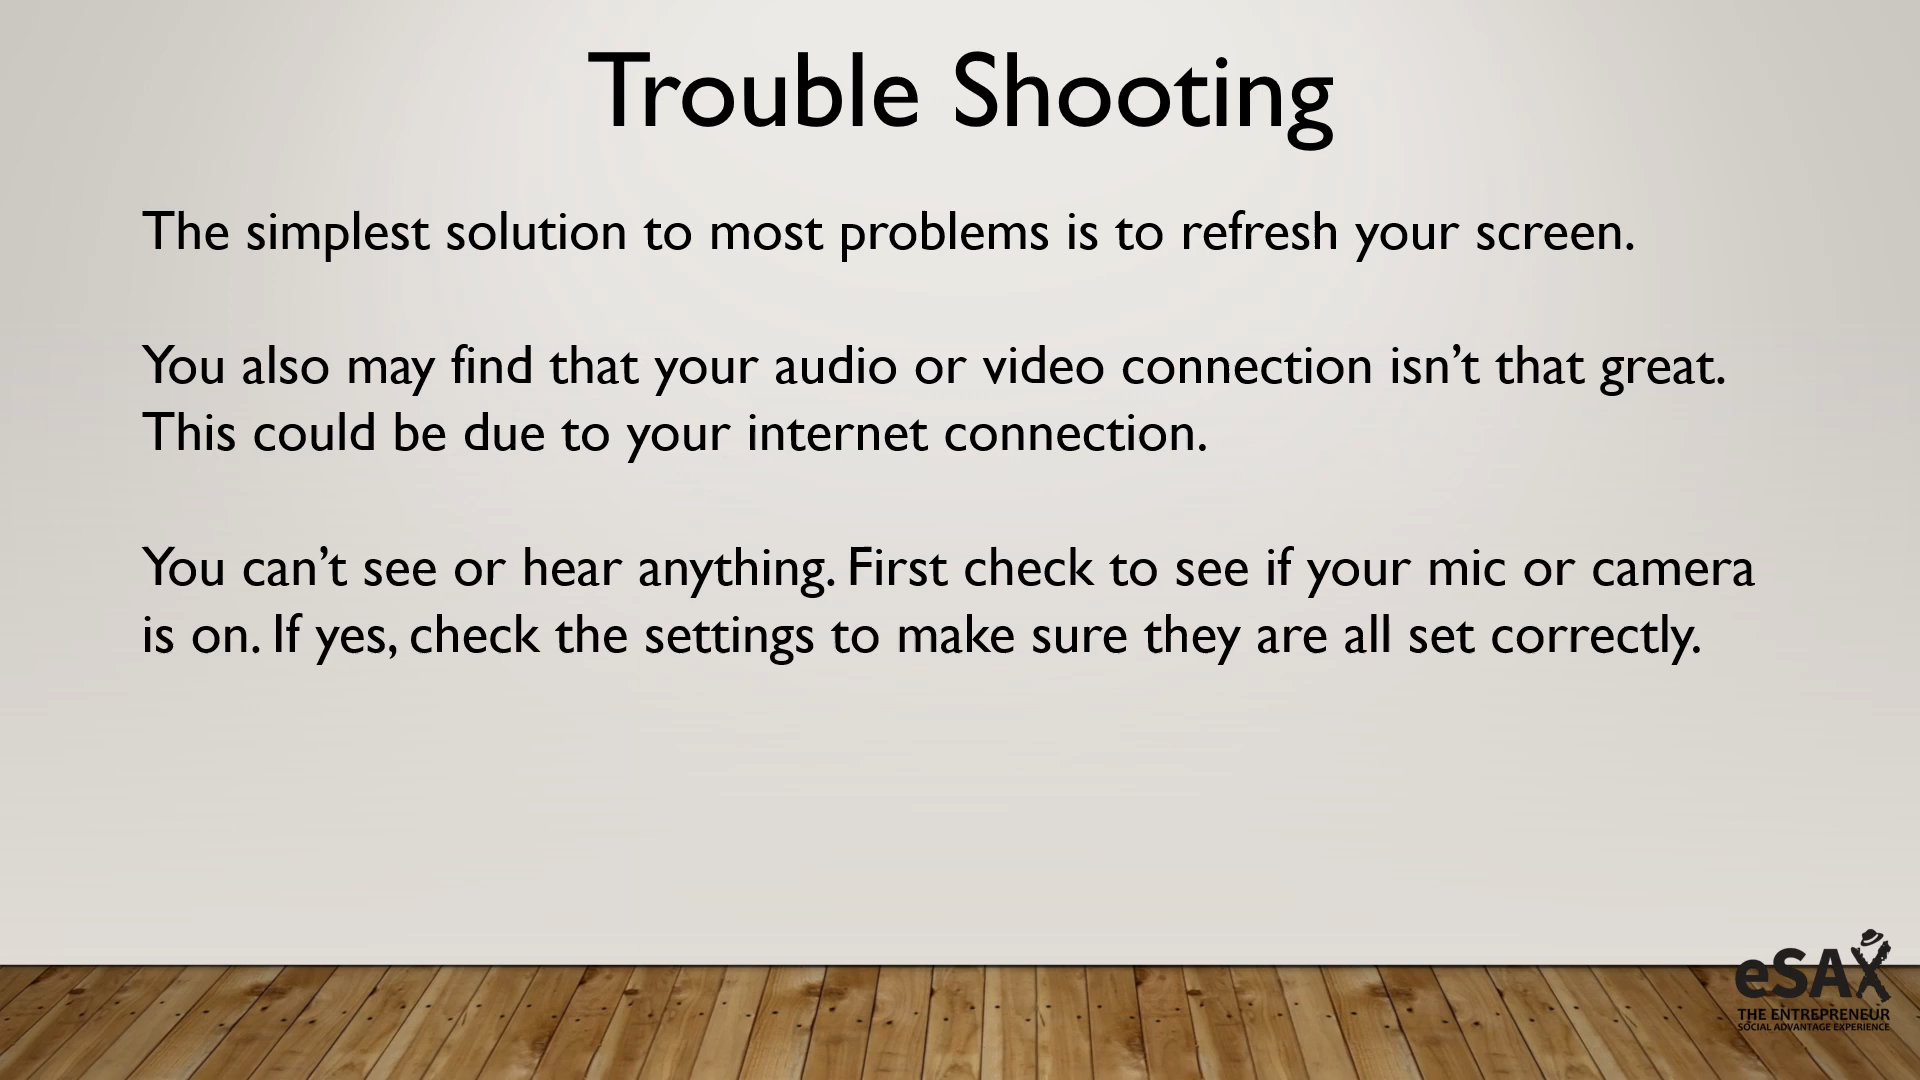 Trouble Shooting
The simplest solution to most problems is to refresh your screen.
You also may find that your audio or video connection isn’t that great.
This could be due to your internet connection.
You can’t see or hear anything. First check to see if your mic or camera
is on. If yes, check the settings to make sure they are all set correctly.
eSAX
THE ENTREPRENEUR
SOCIAL ADVANTAGE EXPERIENCE